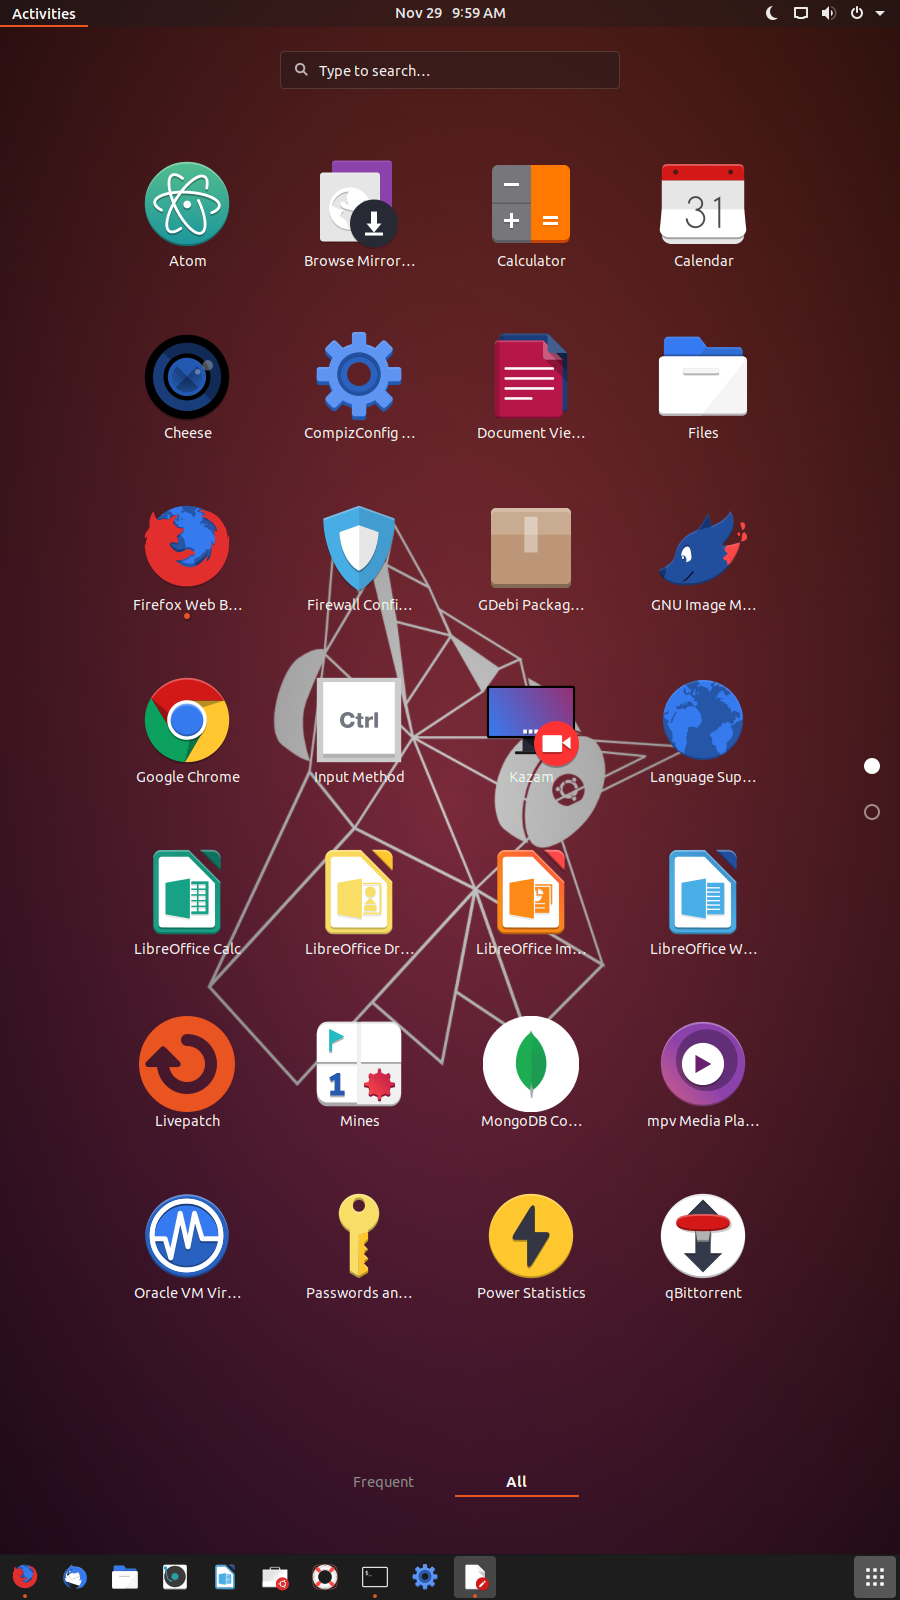 Activities
Nov 29 9:59 AM
Type to search...
Atom
Browse Mirror...
Calculator
31
Calendar
Cheese
CompizConfig ...
Document Vie...
Files
Firefox Web B...
Firewall Confi...
GDebi Packag...
GNU Image M...
Google Chrome
Ctrl
Input Method
Kazam
Language Sup...
LibreOffice Calc
LibreOffice Dr...
LibreOffice Im...
LibreOffice W...
Livepatch
1
Mines
MongoDB Co...
mpv Media Pla...
Oracle VM Vir...
Passwords an...
Power Statistics
qBittorrent
Frequent
All